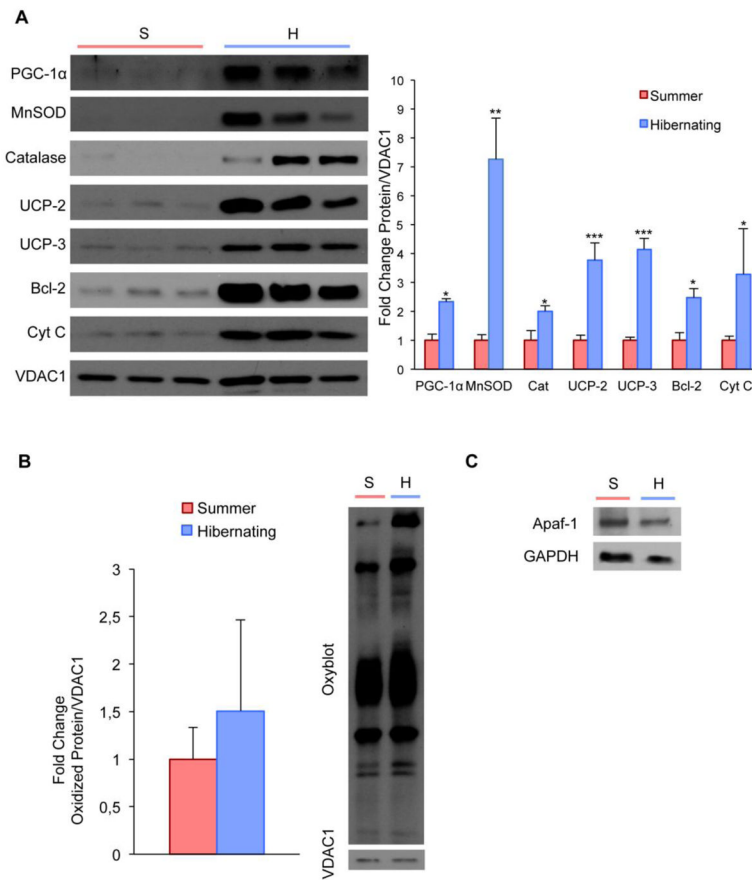 A
S H
PGC-1α
MnSOD
Catalase
UCP-2
UCP-3
Bcl-2
Cyt C
VDAC1
Fold Change Protein/VDAC1
10
9
8
7
6
5
4
3
2
1
0
Summer
Hibernating
* ** * *** *** * *
PGC-1α MnSOD Cat UCP-2 UCP-3 Bcl-2 Cyt C
B
Summer
Hibernating
Fold Change
Oxidized Protein/VDAC1
3
2,5
2
1,5
1
0,5
0
S H
Oxyblot
VDAC1
C
S H
Apaf-1
GAPDH